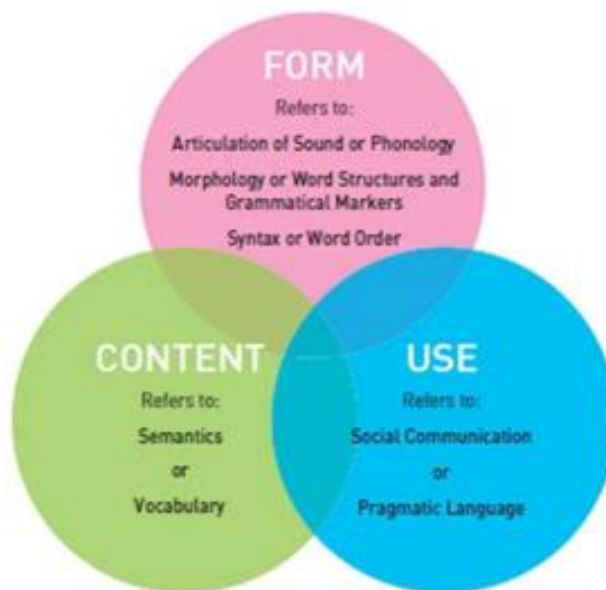 FORM
Refers to:
Articulation of Sound or Phonology
Morphology or Word Structures and
Grammatical Markers
Syntax or Word Order
CONTENT
Refers to:
Semantics
or
Vocabulary
USE
Refers to:
Social Communication
or
Pragmatic Language